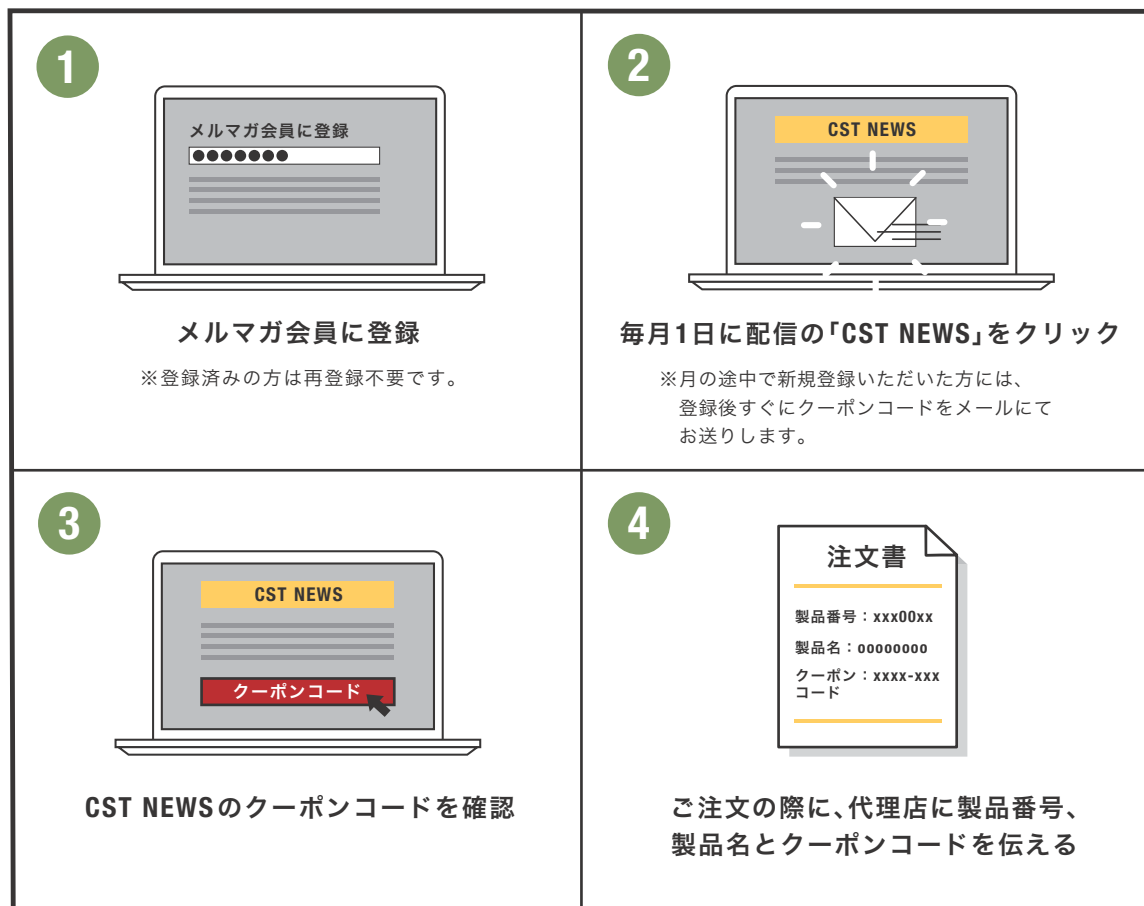 1
メルマガ会員に登録
●●●●●●●
メルマガ会員に登録
※登録済みの方は再登録不要です。
2
CST NEWS
毎月1日に配信の「CST NEWS」をクリック
※月の途中で新規登録いただいた方には、
登録後すぐにクーポンコードをメールにて
お送りします。
3
CST NEWS
クーポンコード
CST NEWSのクーポンコードを確認
4
注文書
製品番号：xxx00xx
製品名：oooooooo
クーポン：xxxx-xxx
コード
ご注文の際に、代理店に製品番号、
製品名とクーポンコードを伝える